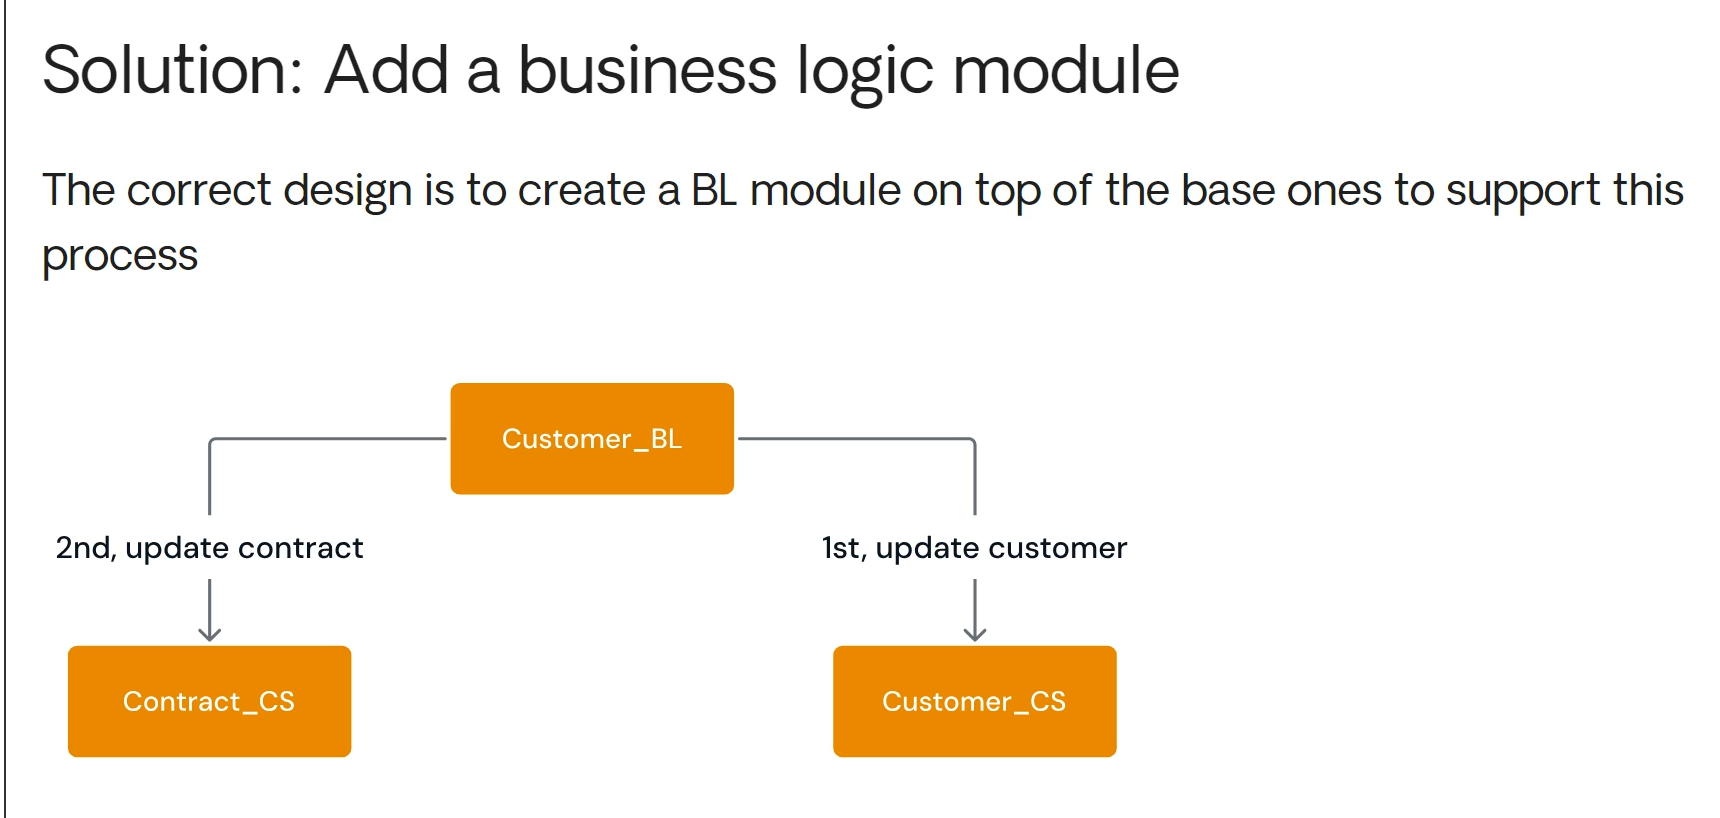 Solution: Add a business logic module
The correct design is to create a BL module on top of the base ones to support this
process
Customer_BL
2nd, update contract
1st, update customer
Contract_CS
Customer_CS